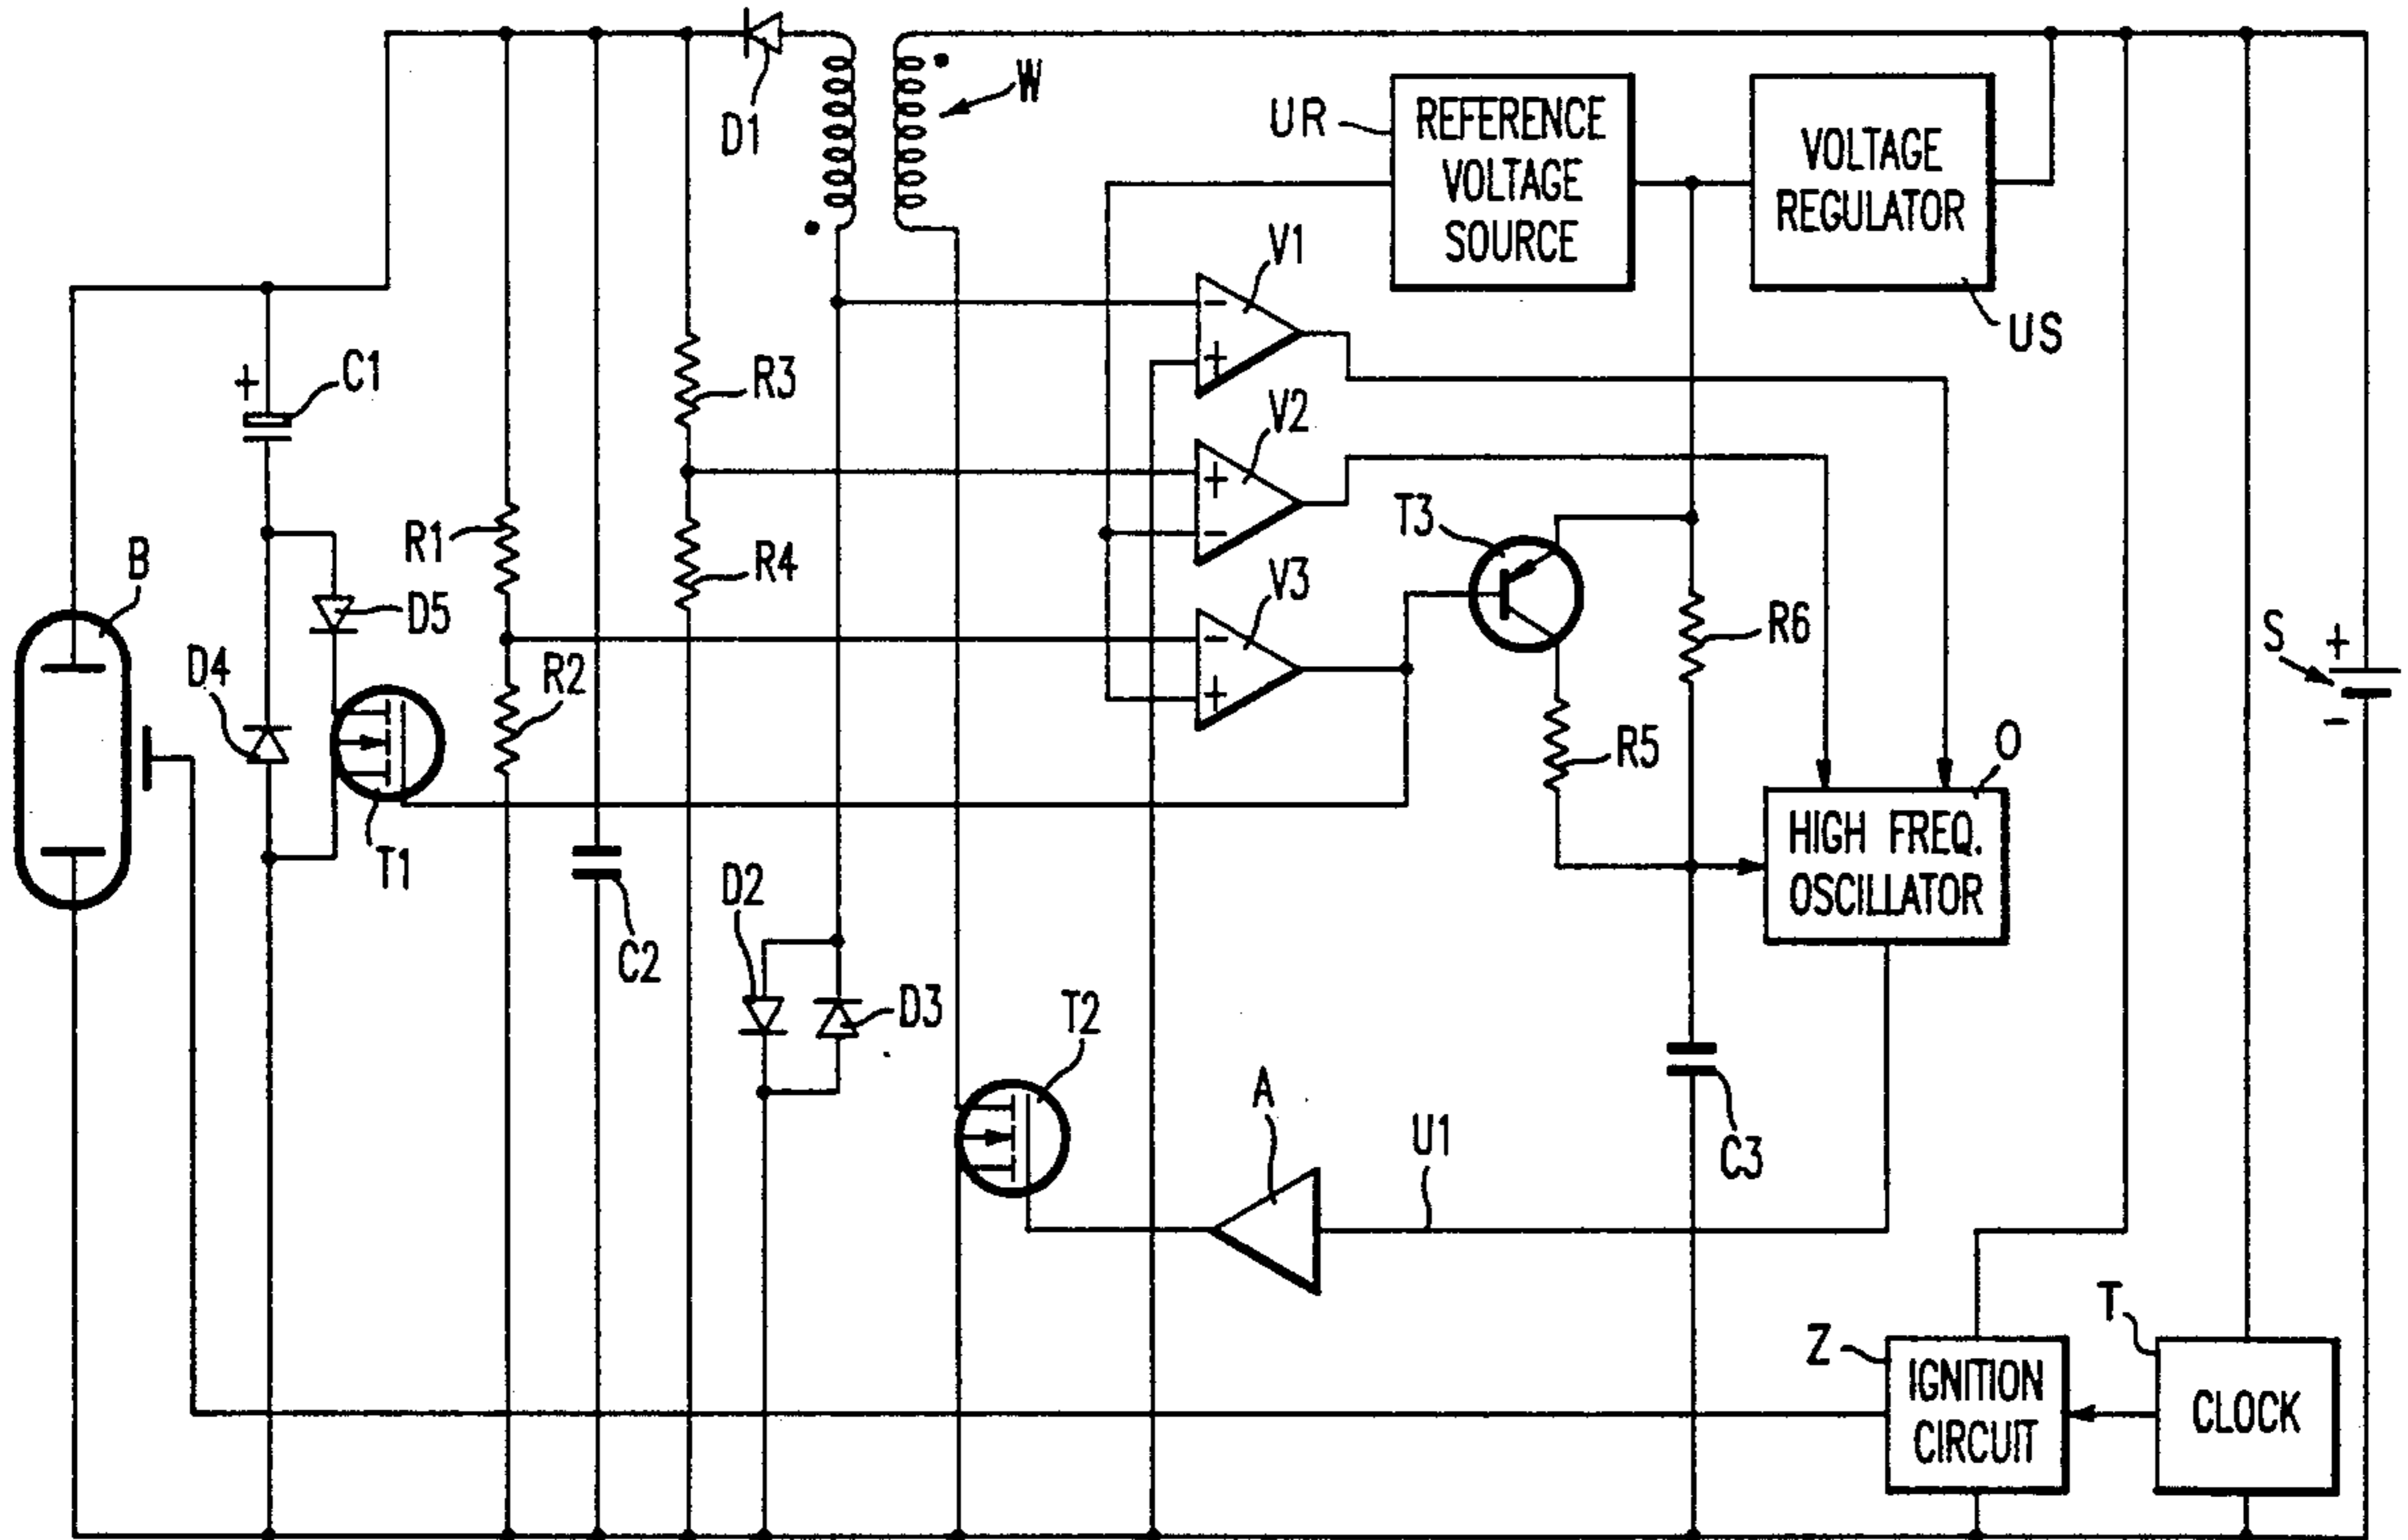 D1
W
UR
REFERENCE
VOLTAGE
SOURCE
VOLTAGE
REGULATOR
US
V1
-
+
+
C1
R3
V2
+
-
T3
R1
R4
B
D5
V3
-
+
R6
S
+
-
D4
R2
R5
O
T1
HIGH FREQ.
OSCILLATOR
D2
C2
D3
T2
A
U1
C3
Z
IGNITION
CIRCUIT
T
CLOCK